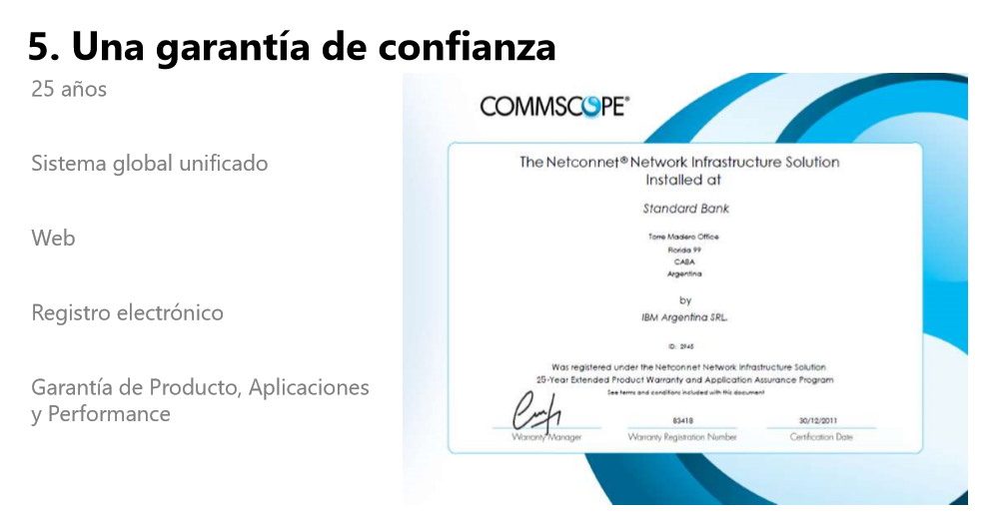 5. Una garantía de confianza
25 años
Sistema global unificado
Web
Registro electrónico
Garantía de Producto, Aplicaciones
y Performance
COMMSCOPE®
The Netconnet® Network Infrastructure Solution
Installed at
Standard Bank
Torre Madero Office
Florida 99
CABA
Argentina
by
IBM Argentina SRL.
ID: 2945
Was registered under the Netconnet Network Infrastructure Solution
25-Year Extended Product Warranty and Application Assurance Program
See terms and conditions included with this document
Warranty Manager
83418
Warranty Registration Number
30/12/2011
Certification Date